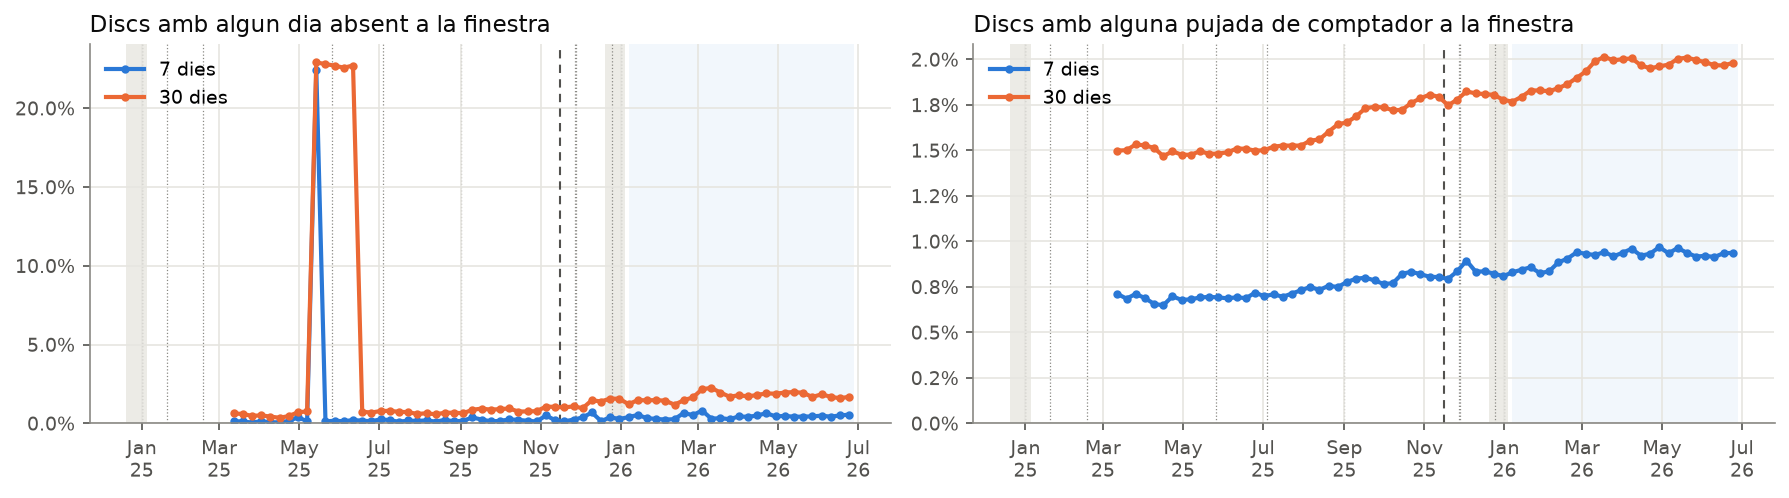 Discs amb algun dia absent a la finestra
7 dies
30 dies
20.0%
15.0%
10.0%
5.0%
0.0%
Jan
25
Mar
25
May
25
Jul
25
Sep
25
Nov
25
Jan
26
Mar
26
May
26
Jul
26
Discs amb alguna pujada de comptador a la finestra
7 dies
30 dies
2.0%
1.8%
1.5%
1.2%
1.0%
0.8%
0.5%
0.2%
0.0%
Jan
25
Mar
25
May
25
Jul
25
Sep
25
Nov
25
Jan
26
Mar
26
May
26
Jul
26